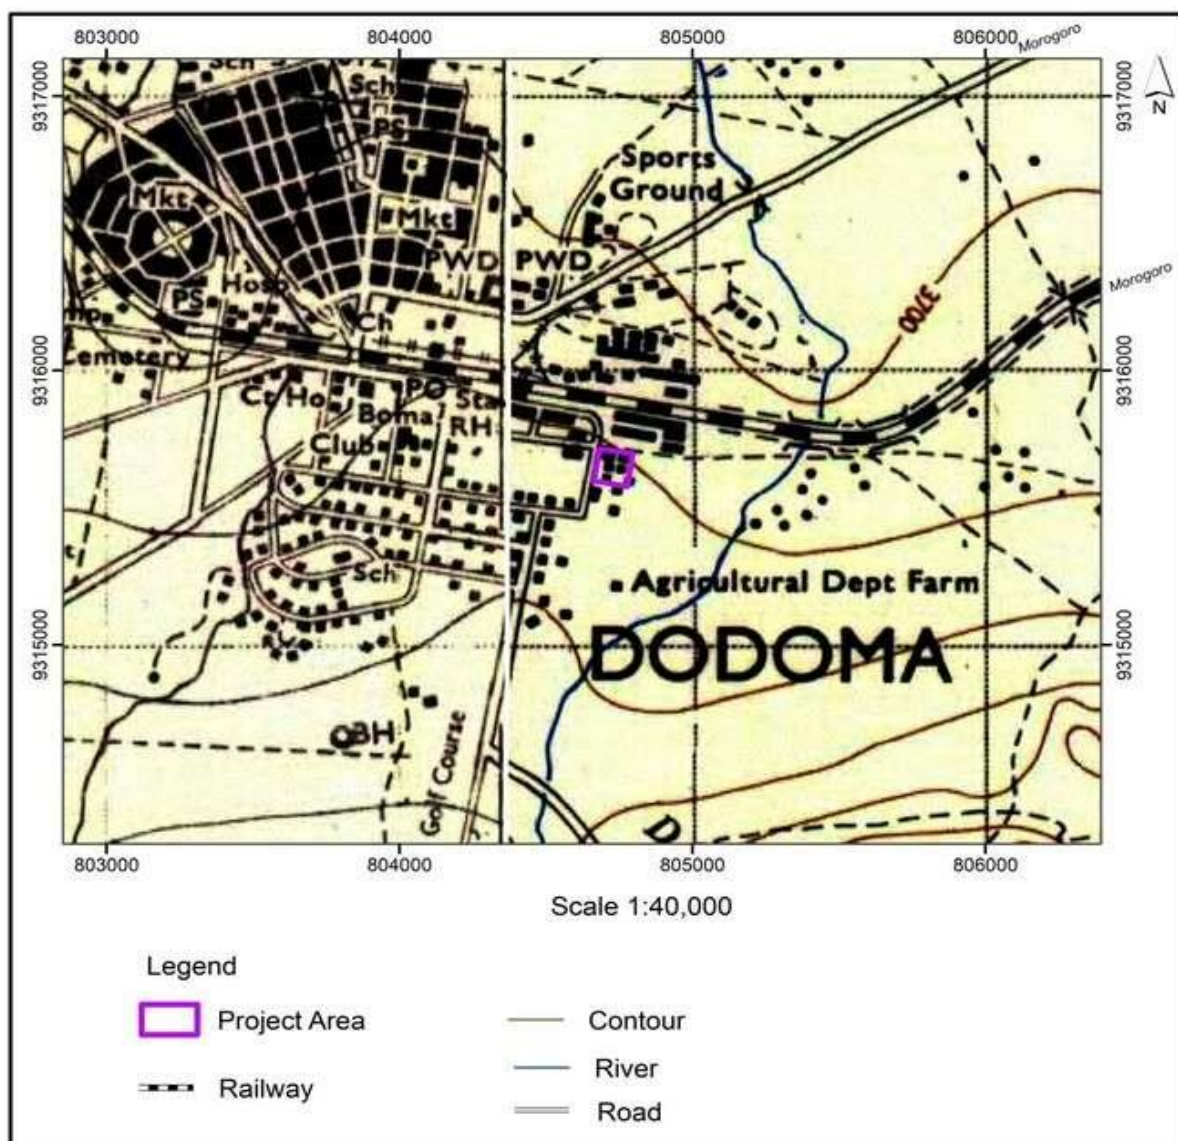 803000 804000 805000 806000 Morogoro
9317000 Sch Sch 9317000
N
PS
Sports
Ground
Mkt
Mkt
PWD PWD
Hosp
PS
Morogoro
3700
Ch
9316000 Cemetery 9316000
Ct Ho PO Sta
Boma RH
Club
Sch
Agricultural Dept Farm
9315000 DODOMA 9315000
BH
Golf Course
D
803000 804000 805000 806000
Scale 1:40,000
Legend
Project Area Contour
Railway River
Road